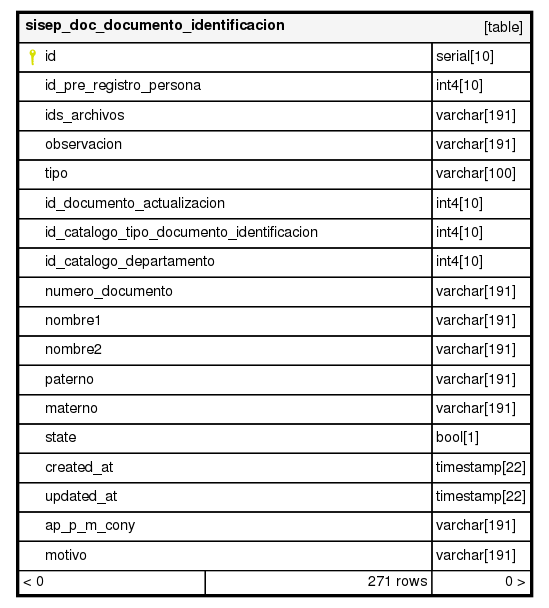 sisep_doc_documento_identificacion [table]
id serial[10]
id_pre_registro_persona int4[10]
ids_archivos varchar[191]
observacion varchar[191]
tipo varchar[100]
id_documento_actualizacion int4[10]
id_catalogo_tipo_documento_identificacion int4[10]
id_catalogo_departamento int4[10]
numero_documento varchar[191]
nombre1 varchar[191]
nombre2 varchar[191]
paterno varchar[191]
materno varchar[191]
state bool[1]
created_at timestamp[22]
updated_at timestamp[22]
ap_p_m_cony varchar[191]
motivo varchar[191]
< 0 271 rows 0 >